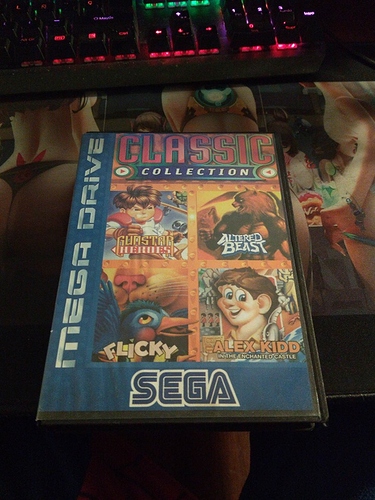 MEGA DRIVE
CLASSIC
COLLECTION
GUNSTAR
HEROES
ALTERED
BEAST
FLICKY
ALEX KIDD
IN THE ENCHANTED CASTLE
SEGA